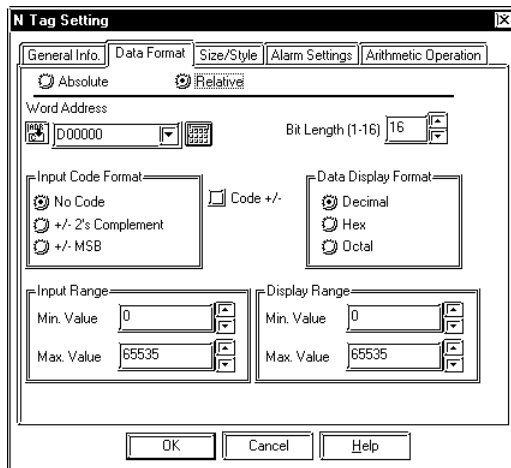 N Tag Setting
General Info. Data Format Size/Style Alarm Settings Arithmetic Operation
Absolute Relative
Word Address
D00000 Bit Length (1-16) 16
Input Code Format Data Display Format
No Code Code +/- Decimal
+/- 2's Complement Hex
+/- MSB Octal
Input Range Display Range
Min. Value 0 Min. Value 0
Max. Value 65535 Max. Value 65535
OK Cancel Help